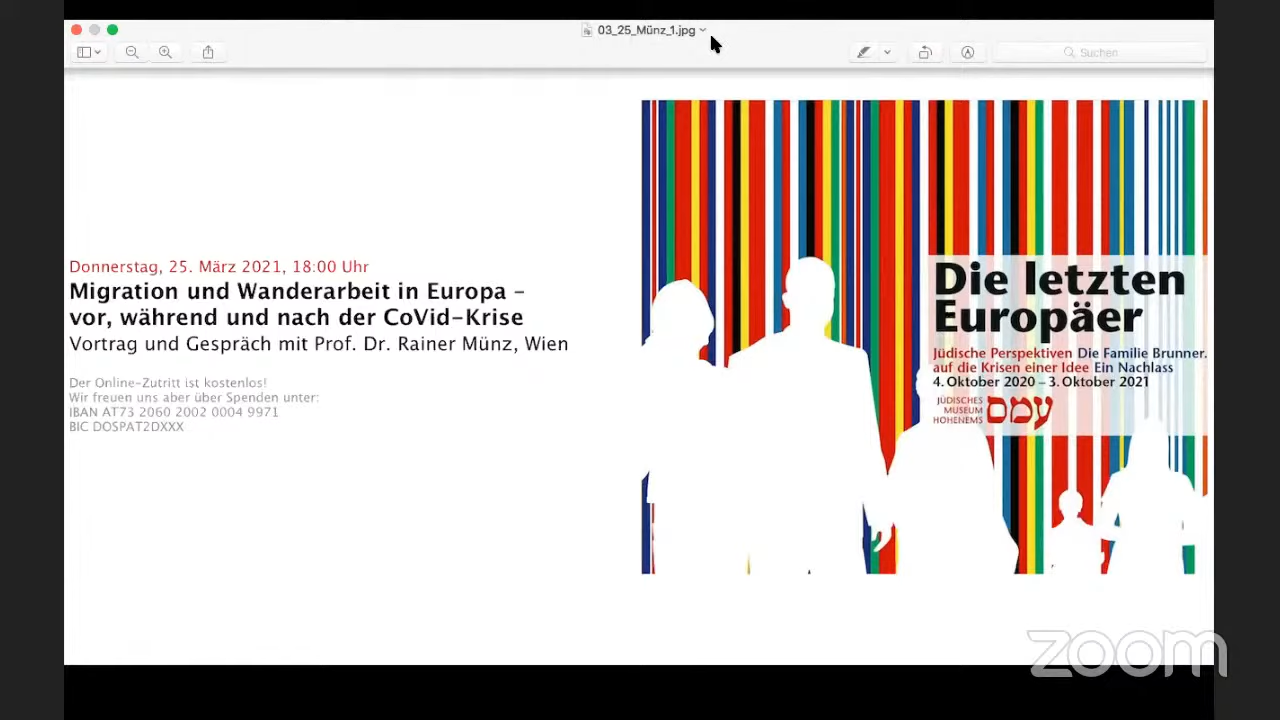 03_25_Münz_1.jpg
Suchen
Donnerstag, 25. März 2021, 18:00 Uhr
Migration und Wanderarbeit in Europa –
vor, während und nach der CoVid-Krise
Vortrag und Gespräch mit Prof. Dr. Rainer Münz, Wien
Der Online-Zutritt ist kostenlos!
Wir freuen uns aber über Spenden unter:
IBAN AT73 2060 2002 0004 9971
BIC DOSPAT2DXXX
Die letzten
Europäer
Jüdische Perspektiven Die Familie Brunner.
auf die Krisen einer Idee Ein Nachlass
4. Oktober 2020 – 3. Oktober 2021
JÜDISCHES
MUSEUM
HOHENEMS
עמס
zoom